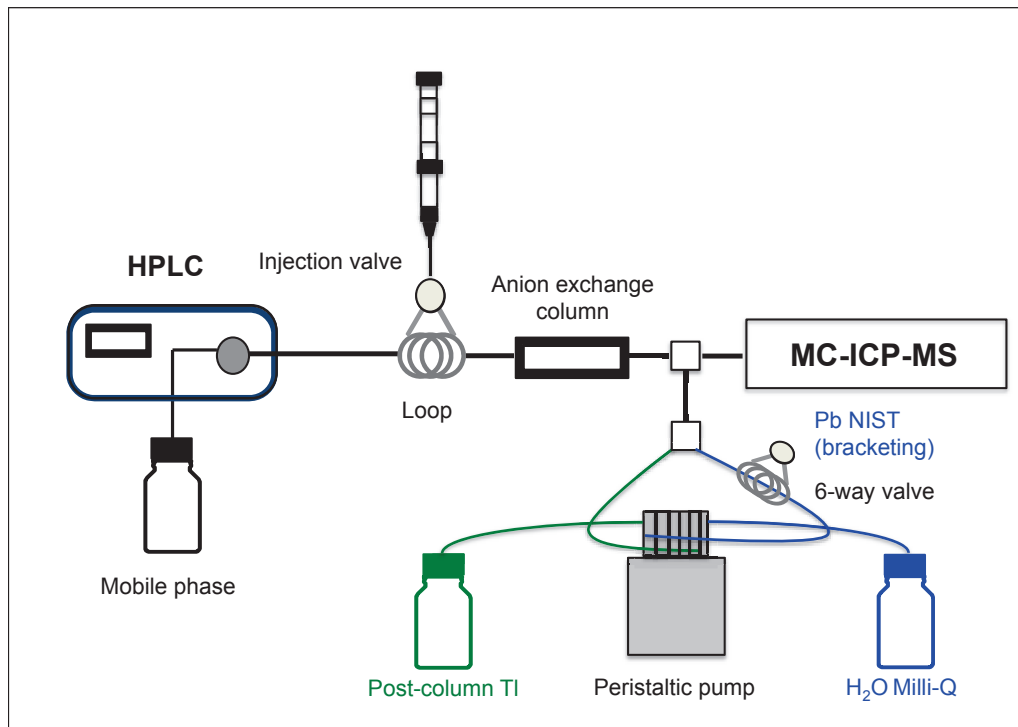 HPLC
Injection valve
Anion exchange
column
MC-ICP-MS
Loop
Pb NIST
(bracketing)
6-way valve
Mobile phase
Post-column Tl
Peristaltic pump
H₂O Milli-Q